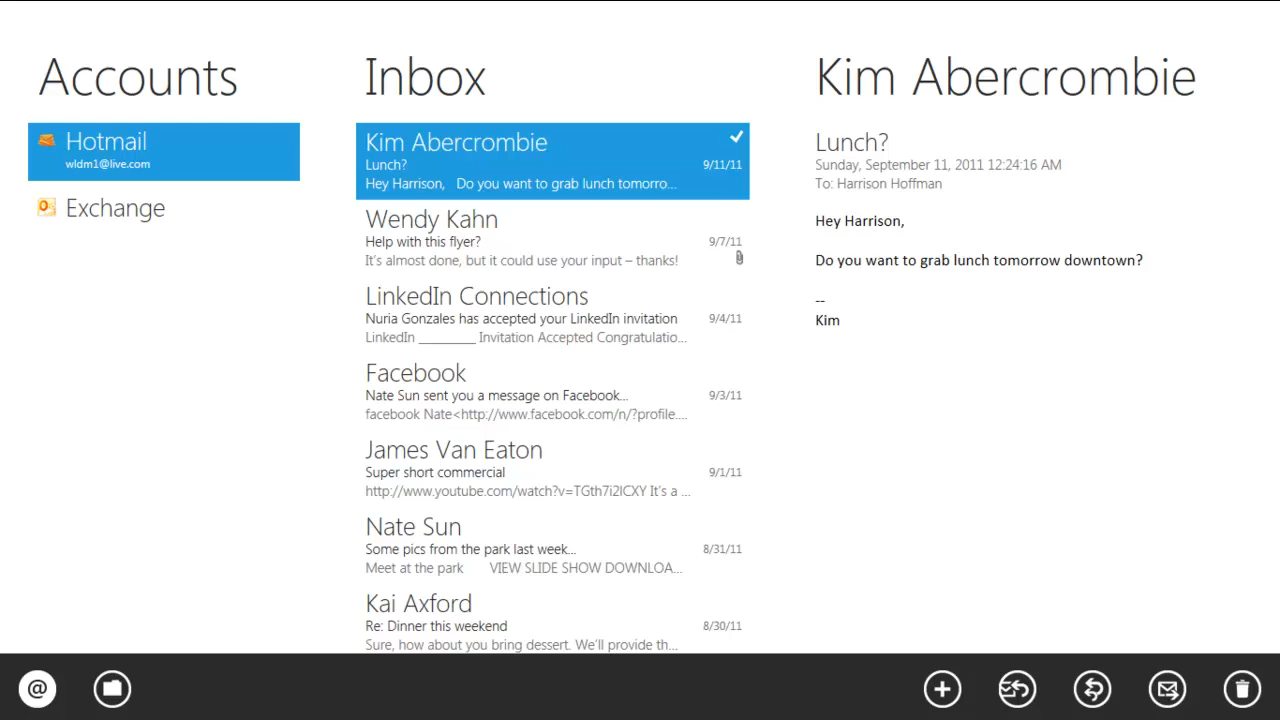 Accounts
Hotmail
wldm1@live.com
Exchange
Inbox
Kim Abercrombie
Lunch? 9/11/11
Hey Harrison, Do you want to grab lunch tomorro...
Wendy Kahn
Help with this flyer? 9/7/11
It's almost done, but it could use your input – thanks!
LinkedIn Connections
Nuria Gonzales has accepted your LinkedIn invitation 9/4/11
LinkedIn _________ Invitation Accepted Congratulatio...
Facebook
Nate Sun sent you a message on Facebook... 9/3/11
facebook Nate<http://www.facebook.com/n/?profile....
James Van Eaton
Super short commercial 9/1/11
http://www.youtube.com/watch?v=TGth7i2lCXY It's a ...
Nate Sun
Some pics from the park last week... 8/31/11
Meet at the park VIEW SLIDE SHOW DOWNLOA...
Kai Axford
Re: Dinner this weekend 8/30/11
Sure, how about you bring dessert. We'll provide th...
Kim Abercrombie
Lunch?
Sunday, September 11, 2011 12:24:16 AM
To: Harrison Hoffman
Hey Harrison,
Do you want to grab lunch tomorrow downtown?
--
Kim
@